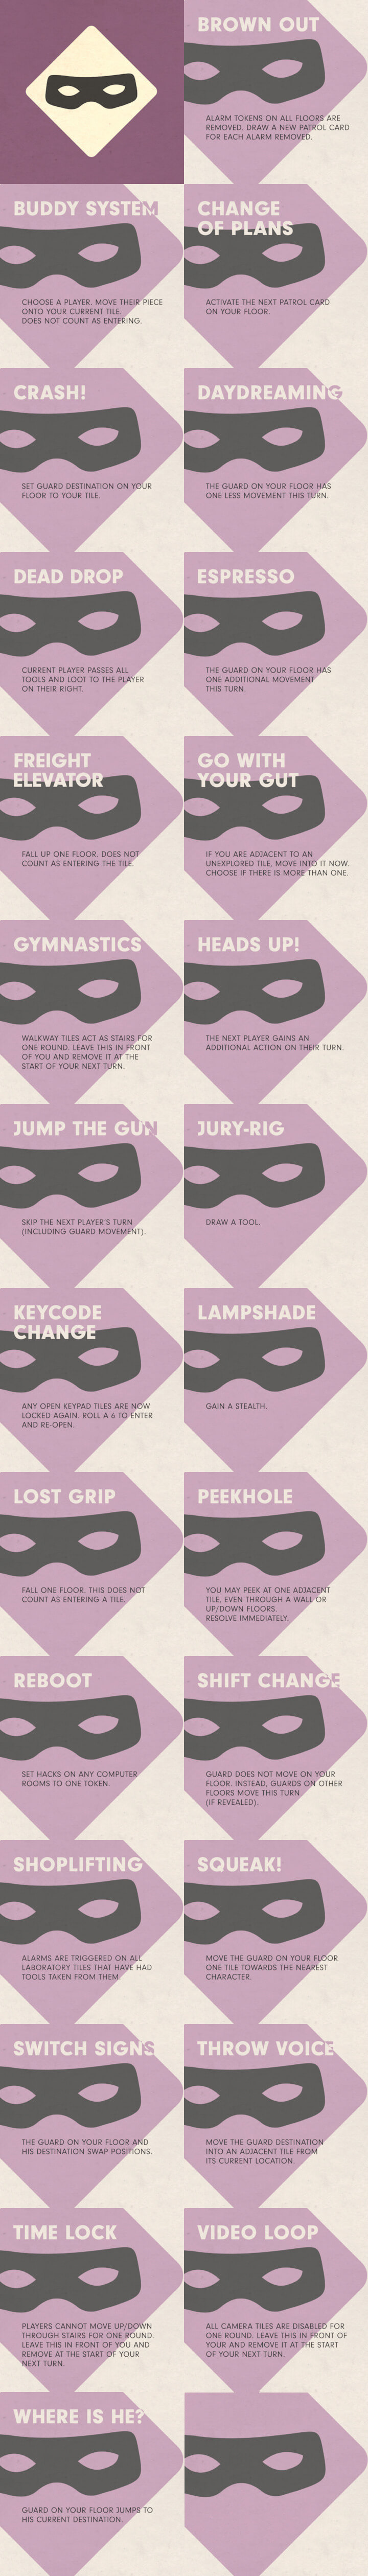 BROWN OUT
ALARM TOKENS ON ALL FLOORS ARE
REMOVED. DRAW A NEW PATROL CARD
FOR EACH ALARM REMOVED.
BUDDY SYSTEM
CHOOSE A PLAYER. MOVE THEIR PIECE
ONTO YOUR CURRENT TILE.
DOES NOT COUNT AS ENTERING.
CHANGE
OF PLANS
ACTIVATE THE NEXT PATROL CARD
ON YOUR FLOOR.
CRASH!
SET GUARD DESTINATION ON YOUR
FLOOR TO YOUR TILE.
DAYDREAMING
THE GUARD ON YOUR FLOOR HAS
ONE LESS MOVEMENT THIS TURN.
DEAD DROP
CURRENT PLAYER PASSES ALL
TOOLS AND LOOT TO THE PLAYER
ON THEIR RIGHT.
ESPRESSO
THE GUARD ON YOUR FLOOR HAS
ONE ADDITIONAL MOVEMENT
THIS TURN.
FREIGHT
ELEVATOR
FALL UP ONE FLOOR. DOES NOT
COUNT AS ENTERING THE TILE.
GO WITH
YOUR GUT
IF YOU ARE ADJACENT TO AN
UNEXPLORED TILE, MOVE INTO IT NOW.
CHOOSE IF THERE IS MORE THAN ONE.
GYMNASTICS
WALKWAY TILES ACT AS STAIRS FOR
ONE ROUND. LEAVE THIS IN FRONT
OF YOU AND REMOVE IT AT THE
START OF YOUR NEXT TURN.
HEADS UP!
THE NEXT PLAYER GAINS AN
ADDITIONAL ACTION ON THEIR TURN.
JUMP THE GUN
SKIP THE NEXT PLAYER'S TURN
(INCLUDING GUARD MOVEMENT).
JURY-RIG
DRAW A TOOL.
KEYCODE
CHANGE
ANY OPEN KEYPAD TILES ARE NOW
LOCKED AGAIN. ROLL A 6 TO ENTER
AND RE-OPEN.
LAMPSHADE
GAIN A STEALTH.
LOST GRIP
FALL ONE FLOOR. THIS DOES NOT
COUNT AS ENTERING A TILE.
PEEKHOLE
YOU MAY PEEK AT ONE ADJACENT
TILE, EVEN THROUGH A WALL OR
UP/DOWN FLOORS.
RESOLVE IMMEDIATELY.
REBOOT
SET HACKS ON ANY COMPUTER
ROOMS TO ONE TOKEN.
SHIFT CHANGE
GUARD DOES NOT MOVE ON YOUR
FLOOR. INSTEAD, GUARDS ON OTHER
FLOORS MOVE THIS TURN
(IF REVEALED).
SHOPLIFTING
ALARMS ARE TRIGGERED ON ALL
LABORATORY TILES THAT HAVE HAD
TOOLS TAKEN FROM THEM.
SQUEAK!
MOVE THE GUARD ON YOUR FLOOR
ONE TILE TOWARDS THE NEAREST
CHARACTER.
SWITCH SIGNS
THE GUARD ON YOUR FLOOR AND
HIS DESTINATION SWAP POSITIONS.
THROW VOICE
MOVE THE GUARD DESTINATION
INTO AN ADJACENT TILE FROM
ITS CURRENT LOCATION.
TIME LOCK
PLAYERS CANNOT MOVE UP/DOWN
THROUGH STAIRS FOR ONE ROUND.
LEAVE THIS IN FRONT OF YOU AND
REMOVE AT THE START OF YOUR
NEXT TURN.
VIDEO LOOP
ALL CAMERA TILES ARE DISABLED FOR
ONE ROUND. LEAVE THIS IN FRONT OF
YOUR AND REMOVE IT AT THE START
OF YOUR NEXT TURN.
WHERE IS HE?
GUARD ON YOUR FLOOR JUMPS TO
HIS CURRENT DESTINATION.